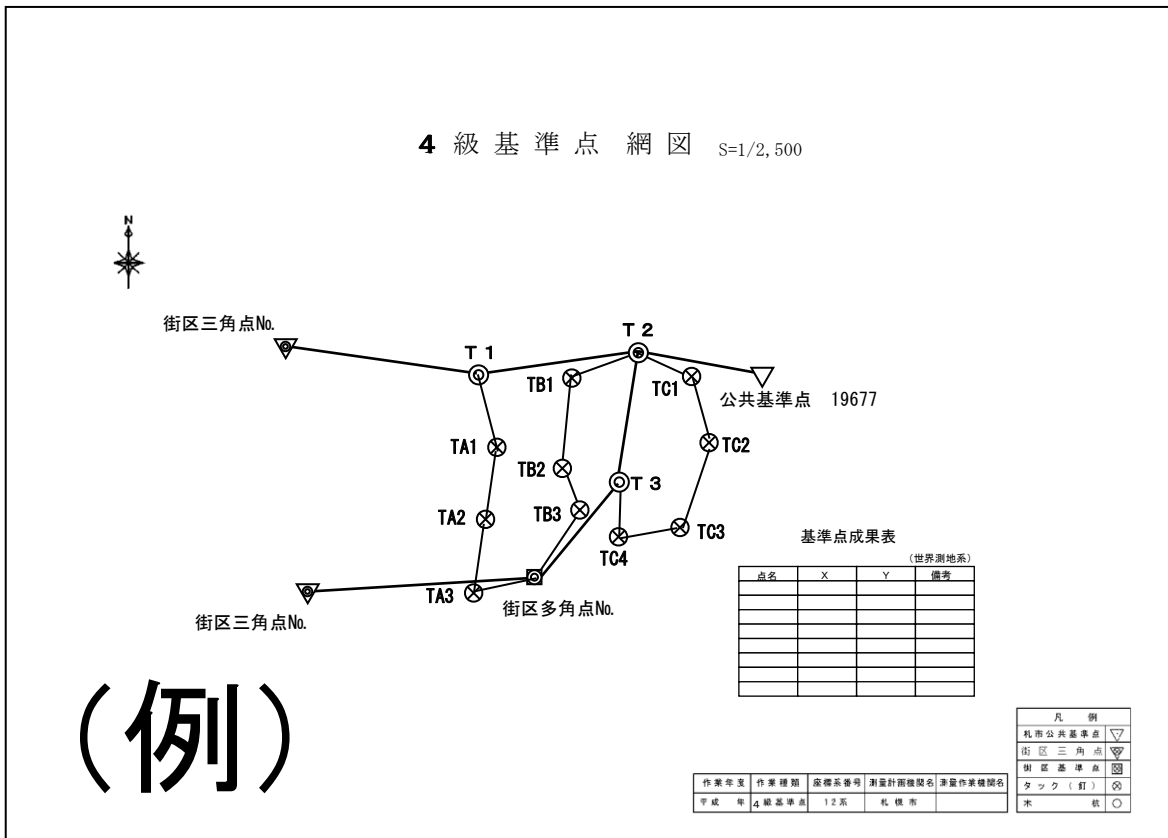 4級基準点 網図 S=1/2,500
N
街区三角点No.
T1
T2
TB1
TC1
公共基準点 19677
TA1
TC2
TB2
T3
TB3
TA2
TC3
TC4
基準点成果表
(世界測地系)
点名 X Y 備考
TA3
街区多角点No.
街区三角点No.
(例)
凡例
札市公共基準点
街区三角点
街区基準点
タック(釘)
木杭
作業年度 作業種類 座標系番号 測量計画機関名 測量作業機関名
平成 年 4級基準点 12系 札幌市